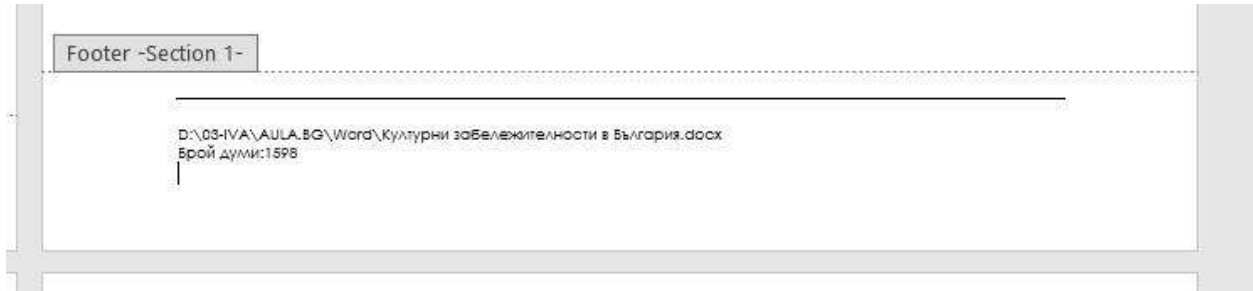 Footer -Section 1-
D:\03-IVA\AULA.BG\Word\Културни забележителности в България.docx
Брой думи:1598